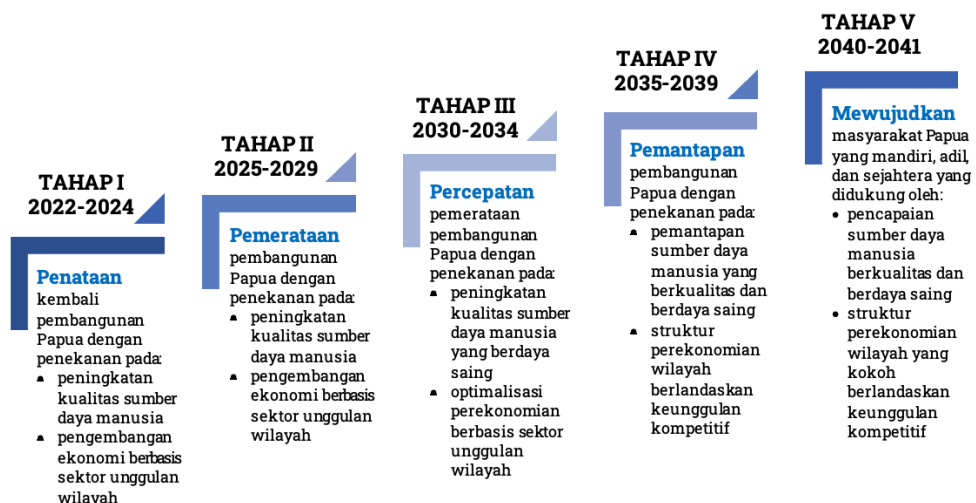 TAHAP I
2022-2024
Penataan
kembali
pembangunan
Papua dengan
penekanan pada:
• peningkatan
kualitas sumber
daya manusia
• pengembangan
ekonomi berbasis
sektor unggulan
wilayah
TAHAP II
2025-2029
Pemerataan
pembangunan
Papua dengan
penekanan pada:
• peningkatan
kualitas sumber
daya manusia
• pengembangan
ekonomi berbasis
sektor unggulan
wilayah
TAHAP III
2030-2034
Percepatan
pemerataan
pembangunan
Papua dengan
penekanan pada:
• peningkatan
kualitas sumber
daya manusia
yang berdaya
saing
• optimalisasi
perekonomian
berbasis sektor
unggulan
wilayah
TAHAP IV
2035-2039
Pemantapan
pembangunan
Papua dengan
penekanan pada:
• pemantapan
sumber daya
manusia yang
berkualitas dan
berdaya saing
• struktur
perekonomian
wilayah
berlandaskan
keunggulan
kompetitif
TAHAP V
2040-2041
Mewujudkan
masyarakat Papua
yang mandiri, adil,
dan sejahtera yang
didukung oleh:
• pencapaian
sumber daya
manusia
berkualitas dan
berdaya saing
• struktur
perekonomian
wilayah yang
kokoh
berlandaskan
keunggulan
kompetitif